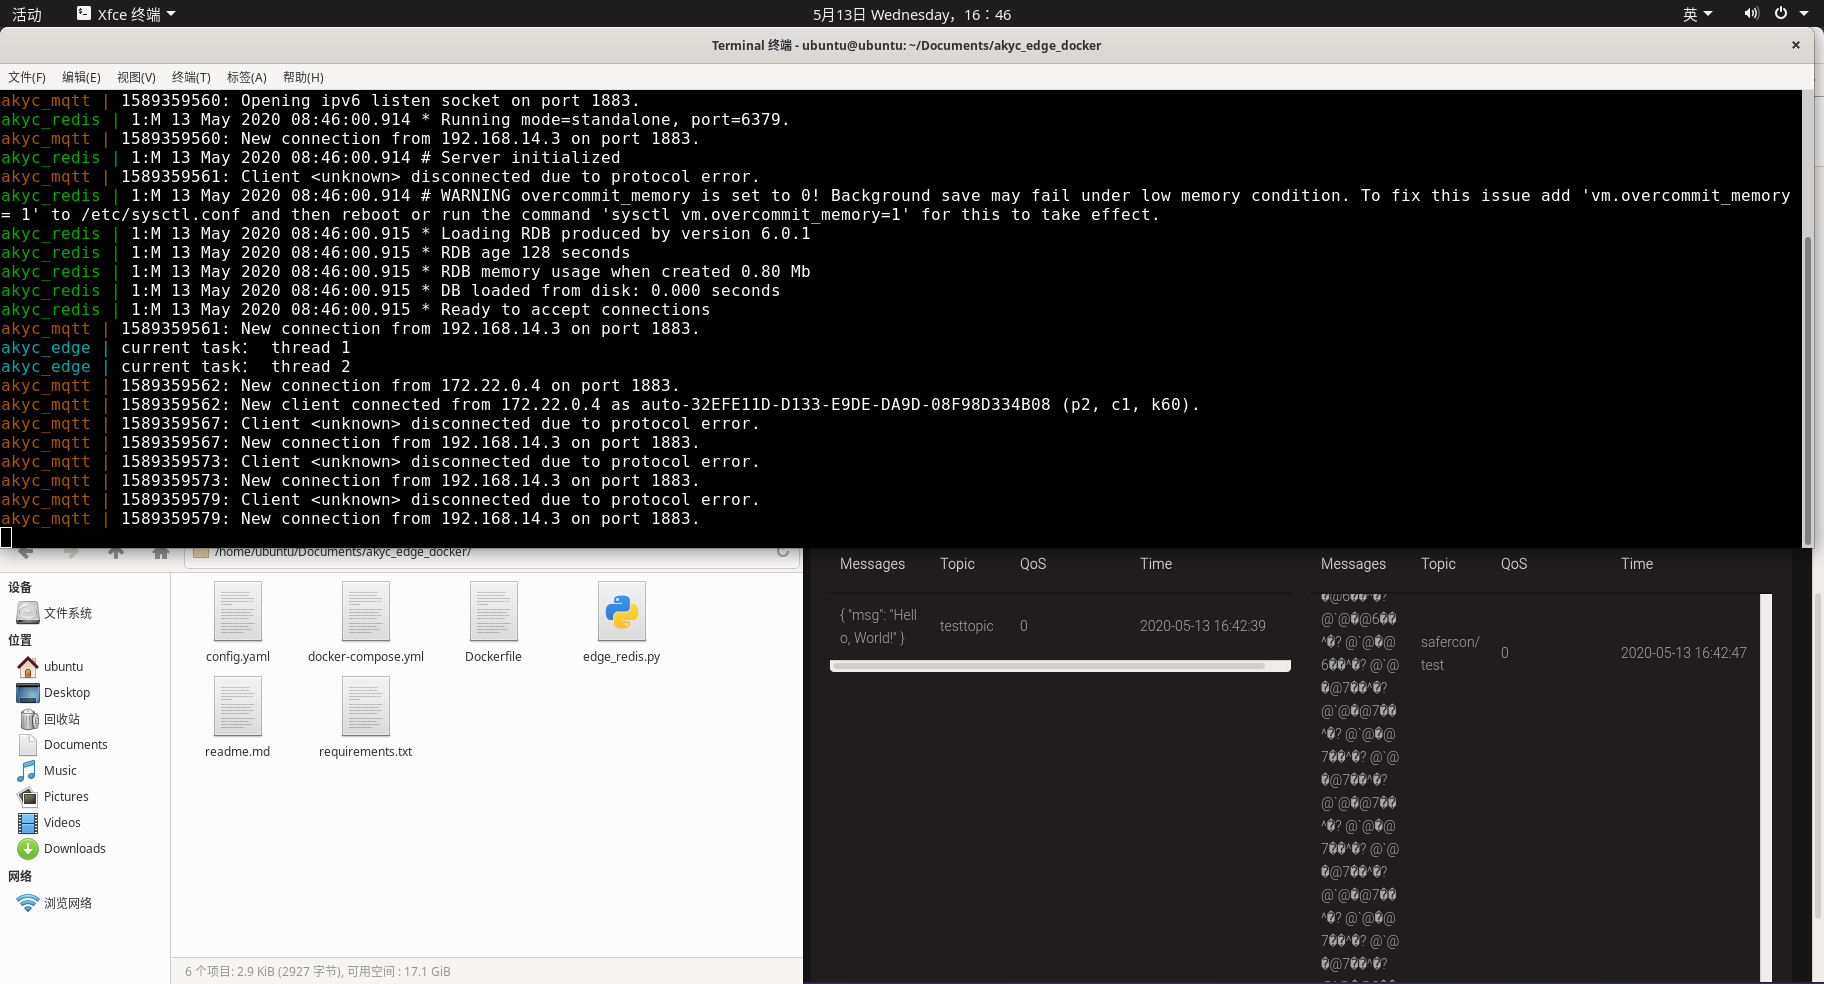 活动
Xfce 终端
5月13日 Wednesday，16：46
英
Terminal 终端 - ubuntu@ubuntu: ~/Documents/akyc_edge_docker
文件(F) 编辑(E) 视图(V) 终端(T) 标签(A) 帮助(H)
akyc_mqtt | 1589359560: Opening ipv6 listen socket on port 1883.
akyc_redis | 1:M 13 May 2020 08:46:00.914 * Running mode=standalone, port=6379.
akyc_mqtt | 1589359560: New connection from 192.168.14.3 on port 1883.
akyc_redis | 1:M 13 May 2020 08:46:00.914 # Server initialized
akyc_mqtt | 1589359561: Client <unknown> disconnected due to protocol error.
akyc_redis | 1:M 13 May 2020 08:46:00.914 # WARNING overcommit_memory is set to 0! Background save may fail under low memory condition. To fix this issue add 'vm.overcommit_memory
= 1' to /etc/sysctl.conf and then reboot or run the command 'sysctl vm.overcommit_memory=1' for this to take effect.
akyc_redis | 1:M 13 May 2020 08:46:00.915 * Loading RDB produced by version 6.0.1
akyc_redis | 1:M 13 May 2020 08:46:00.915 * RDB age 128 seconds
akyc_redis | 1:M 13 May 2020 08:46:00.915 * RDB memory usage when created 0.80 Mb
akyc_redis | 1:M 13 May 2020 08:46:00.915 * DB loaded from disk: 0.000 seconds
akyc_redis | 1:M 13 May 2020 08:46:00.915 * Ready to accept connections
akyc_mqtt | 1589359561: New connection from 192.168.14.3 on port 1883.
akyc_edge | current task： thread 1
akyc_edge | current task： thread 2
akyc_mqtt | 1589359562: New connection from 172.22.0.4 on port 1883.
akyc_mqtt | 1589359562: New client connected from 172.22.0.4 as auto-32EFE11D-D133-E9DE-DA9D-08F98D334B08 (p2, c1, k60).
akyc_mqtt | 1589359567: Client <unknown> disconnected due to protocol error.
akyc_mqtt | 1589359567: New connection from 192.168.14.3 on port 1883.
akyc_mqtt | 1589359573: Client <unknown> disconnected due to protocol error.
akyc_mqtt | 1589359573: New connection from 192.168.14.3 on port 1883.
akyc_mqtt | 1589359579: Client <unknown> disconnected due to protocol error.
akyc_mqtt | 1589359579: New connection from 192.168.14.3 on port 1883.
/home/ubuntu/Documents/akyc_edge_docker/
设备
文件系统
位置
ubuntu
Desktop
回收站
Documents
Music
Pictures
Videos
Downloads
网络
浏览网络
config.yaml docker-compose.yml Dockerfile edge_redis.py
readme.md requirements.txt
6 个项目: 2.9 KiB (2927 字节), 可用空间 : 17.1 GiB
Messages Topic QoS Time
{ "msg": "Hell
o, World!" }
testtopic 0 2020-05-13 16:42:39
Messages Topic QoS Time
�@6��^�?
@`@�@6��
^�? @`@�@
6��^�? @`@
�@7��^�?
@`@�@7��
^�? @`@�@
7��^�? @`@
�@7��^�?
@`@�@7��
^�? @`@�@
7��^�? @`@
�@7��^�?
@`@�@7��
^�? @`@�@
7��^�? @`@
�@7��^�?
safercon/
test
0 2020-05-13 16:42:47